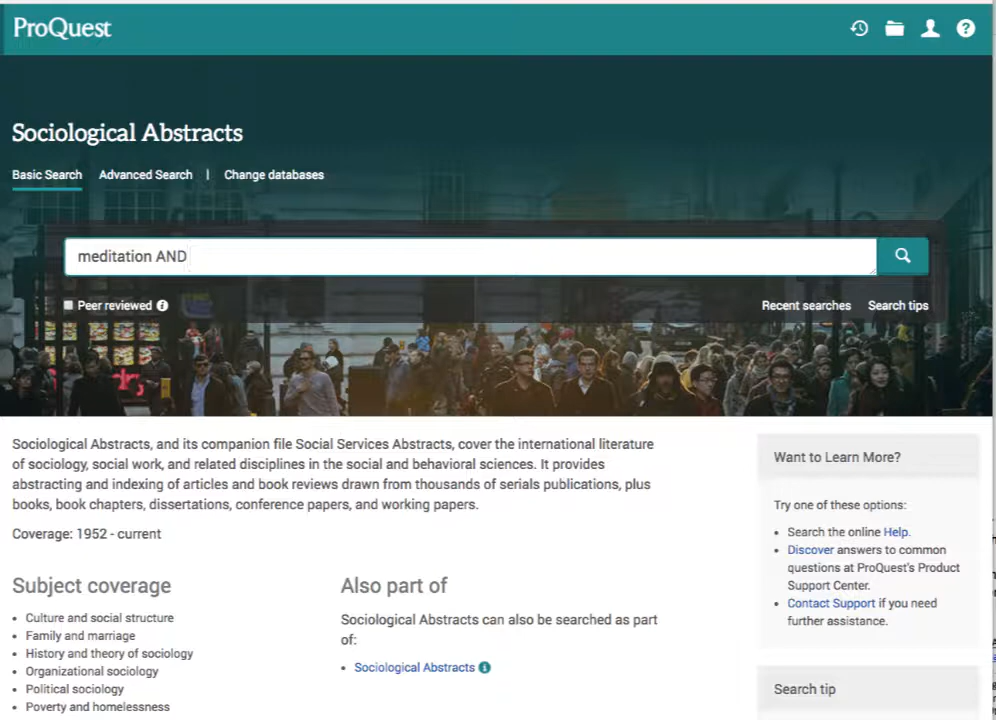 ProQuest
Sociological Abstracts
Basic Search Advanced Search | Change databases
meditation AND
Peer reviewed
Recent searches Search tips
Sociological Abstracts, and its companion file Social Services Abstracts, cover the international literature
of sociology, social work, and related disciplines in the social and behavioral sciences. It provides
abstracting and indexing of articles and book reviews drawn from thousands of serials publications, plus
books, book chapters, dissertations, conference papers, and working papers.
Coverage: 1952 - current
Subject coverage
• Culture and social structure
• Family and marriage
• History and theory of sociology
• Organizational sociology
• Political sociology
• Poverty and homelessness
Also part of
Sociological Abstracts can also be searched as part
of:
• Sociological Abstracts
Want to Learn More?
Try one of these options:
• Search the online Help.
• Discover answers to common
questions at ProQuest's Product
Support Center.
• Contact Support if you need
further assistance.
Search tip